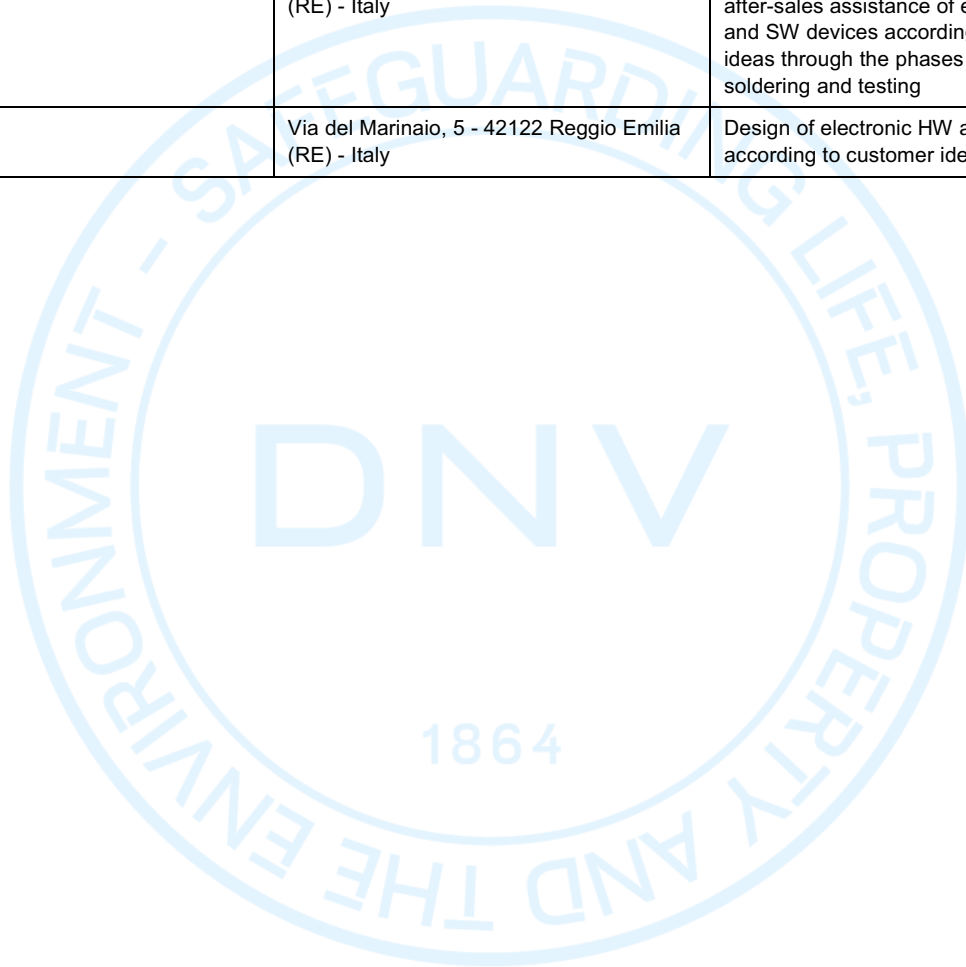 (RE) - Italy
after-sales assistance of
and SW devices
ideas through the phases
soldering and testing
Via del Marinaio, 5 - 42122 Reggio Emilia
(RE) - Italy
Design of electronic HW
according to customer
SAFEGUARDING LIFE, PROPERTY AND THE ENVIRONMENT -
DNV
1864